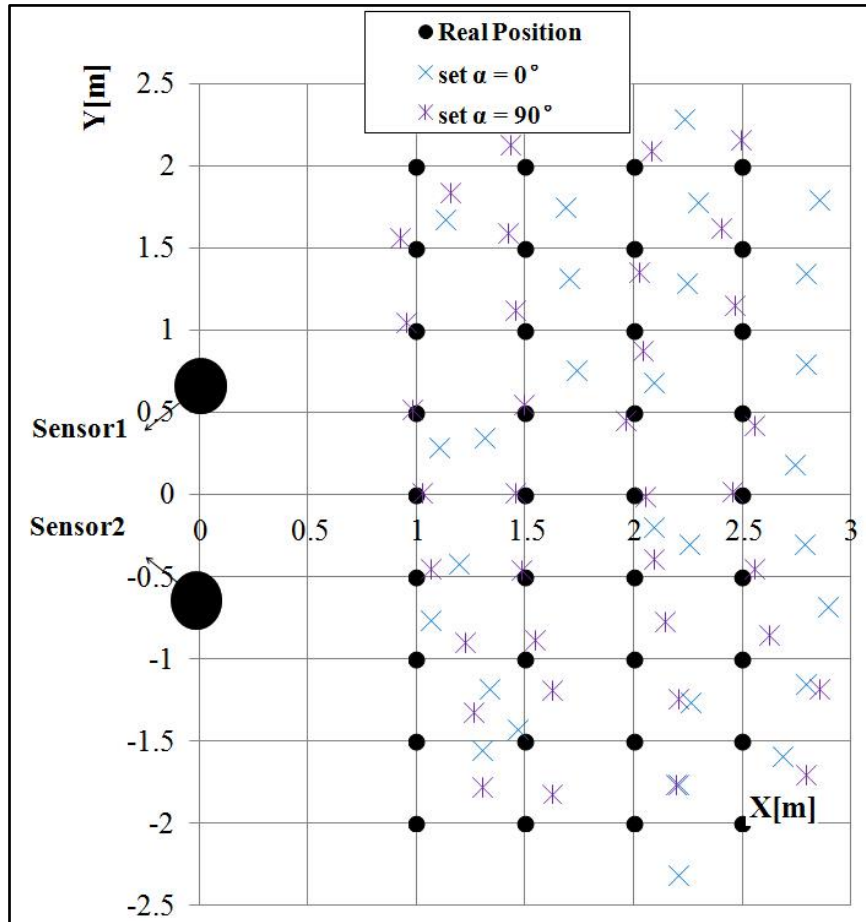 Real Position
set α = 0°
set α = 90°
Y[m]
2.5
2
1.5
1
0.5
Sensor1
0
Sensor2
0 0.5 1 1.5 2 2.5 3
-0.5
-1
-1.5
X[m]
-2
-2.5